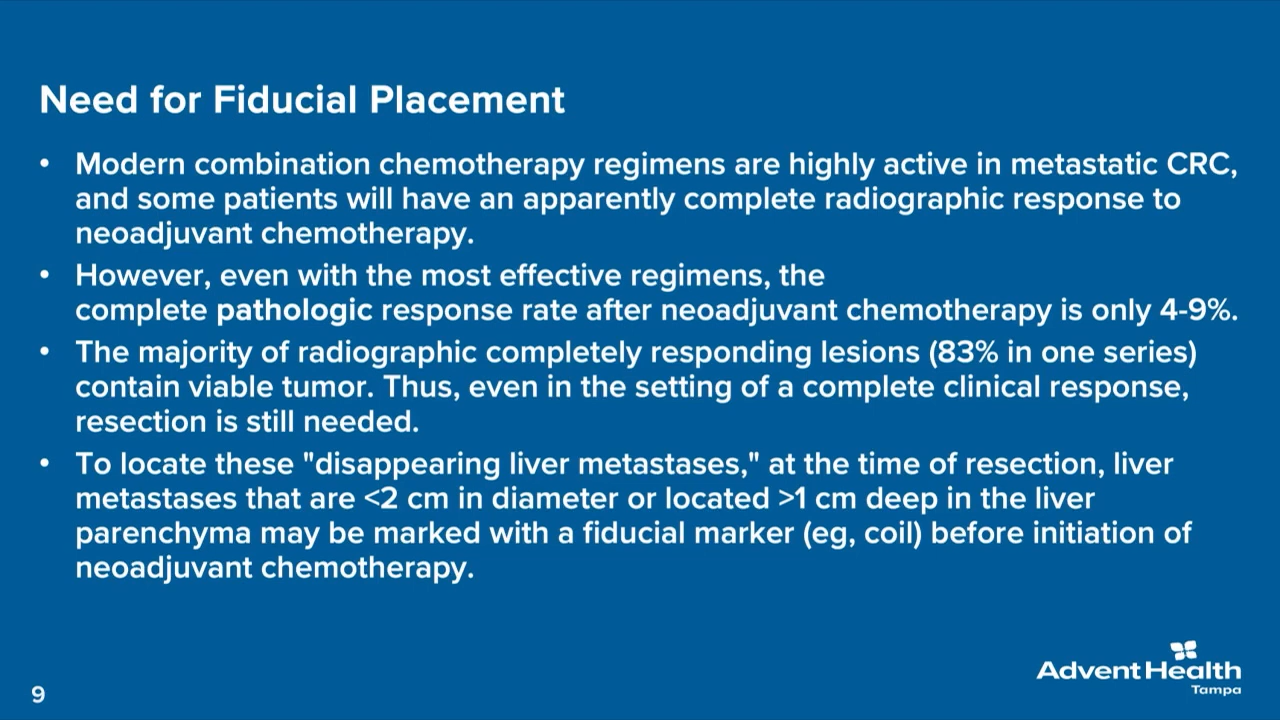 Need for Fiducial Placement
• Modern combination chemotherapy regimens are highly active in metastatic CRC,
and some patients will have an apparently complete radiographic response to
neoadjuvant chemotherapy.
• However, even with the most effective regimens, the
complete pathologic response rate after neoadjuvant chemotherapy is only 4-9%.
• The majority of radiographic completely responding lesions (83% in one series)
contain viable tumor. Thus, even in the setting of a complete clinical response,
resection is still needed.
• To locate these "disappearing liver metastases," at the time of resection, liver
metastases that are <2 cm in diameter or located >1 cm deep in the liver
parenchyma may be marked with a fiducial marker (eg, coil) before initiation of
neoadjuvant chemotherapy.
Advent Health
Tampa
9